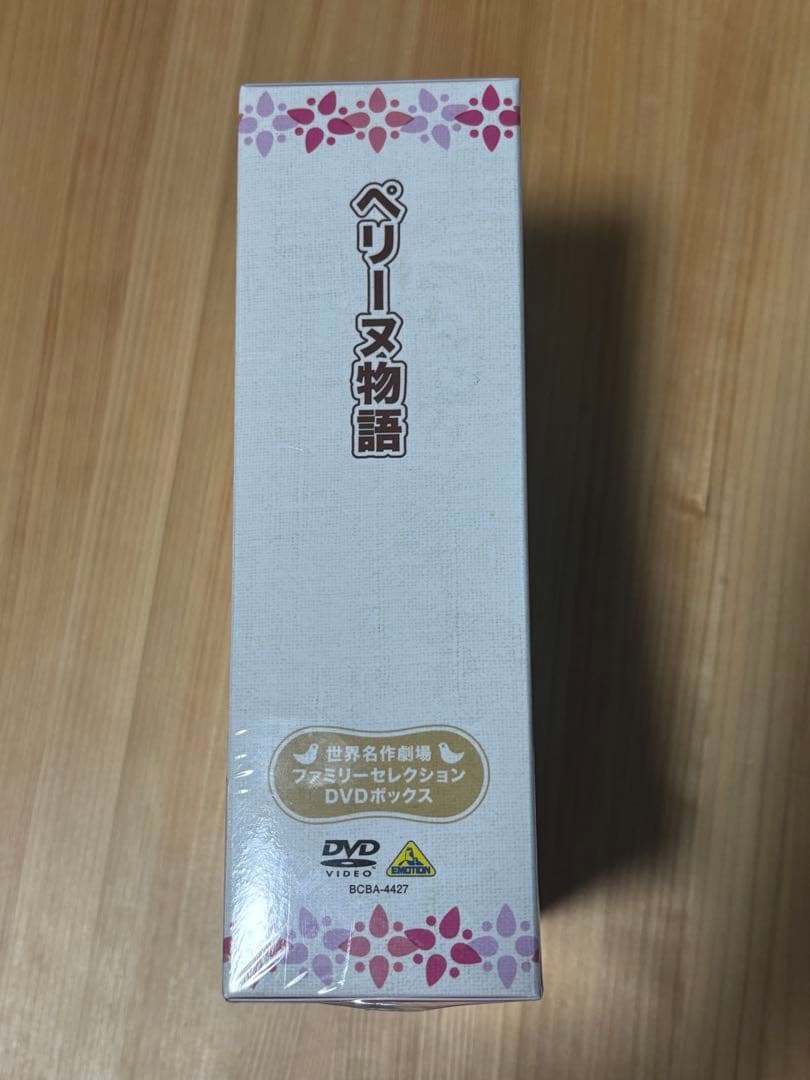 ペリーヌ物語
世界名作劇場
ファミリーセレクション
DVDボックス
DVD
VIDEO™
EMOTION
BCBA-4427